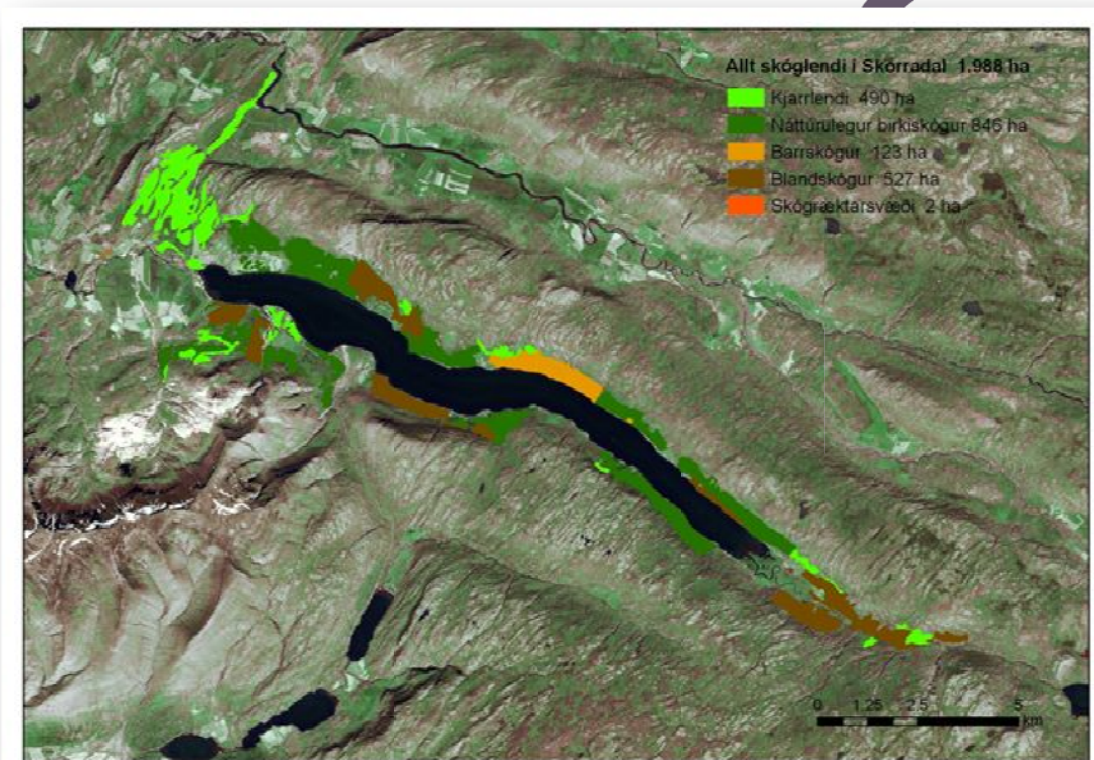 Allt skóglendi í Skorradal 1.988 ha
Kjarrlendi 490 ha
Náttúrulegur birkiskógur 846 ha
Barrskógur 123 ha
Blandskógur 527 ha
Skógræktarsvæði 2 ha
0 1.25 2.5 5
km